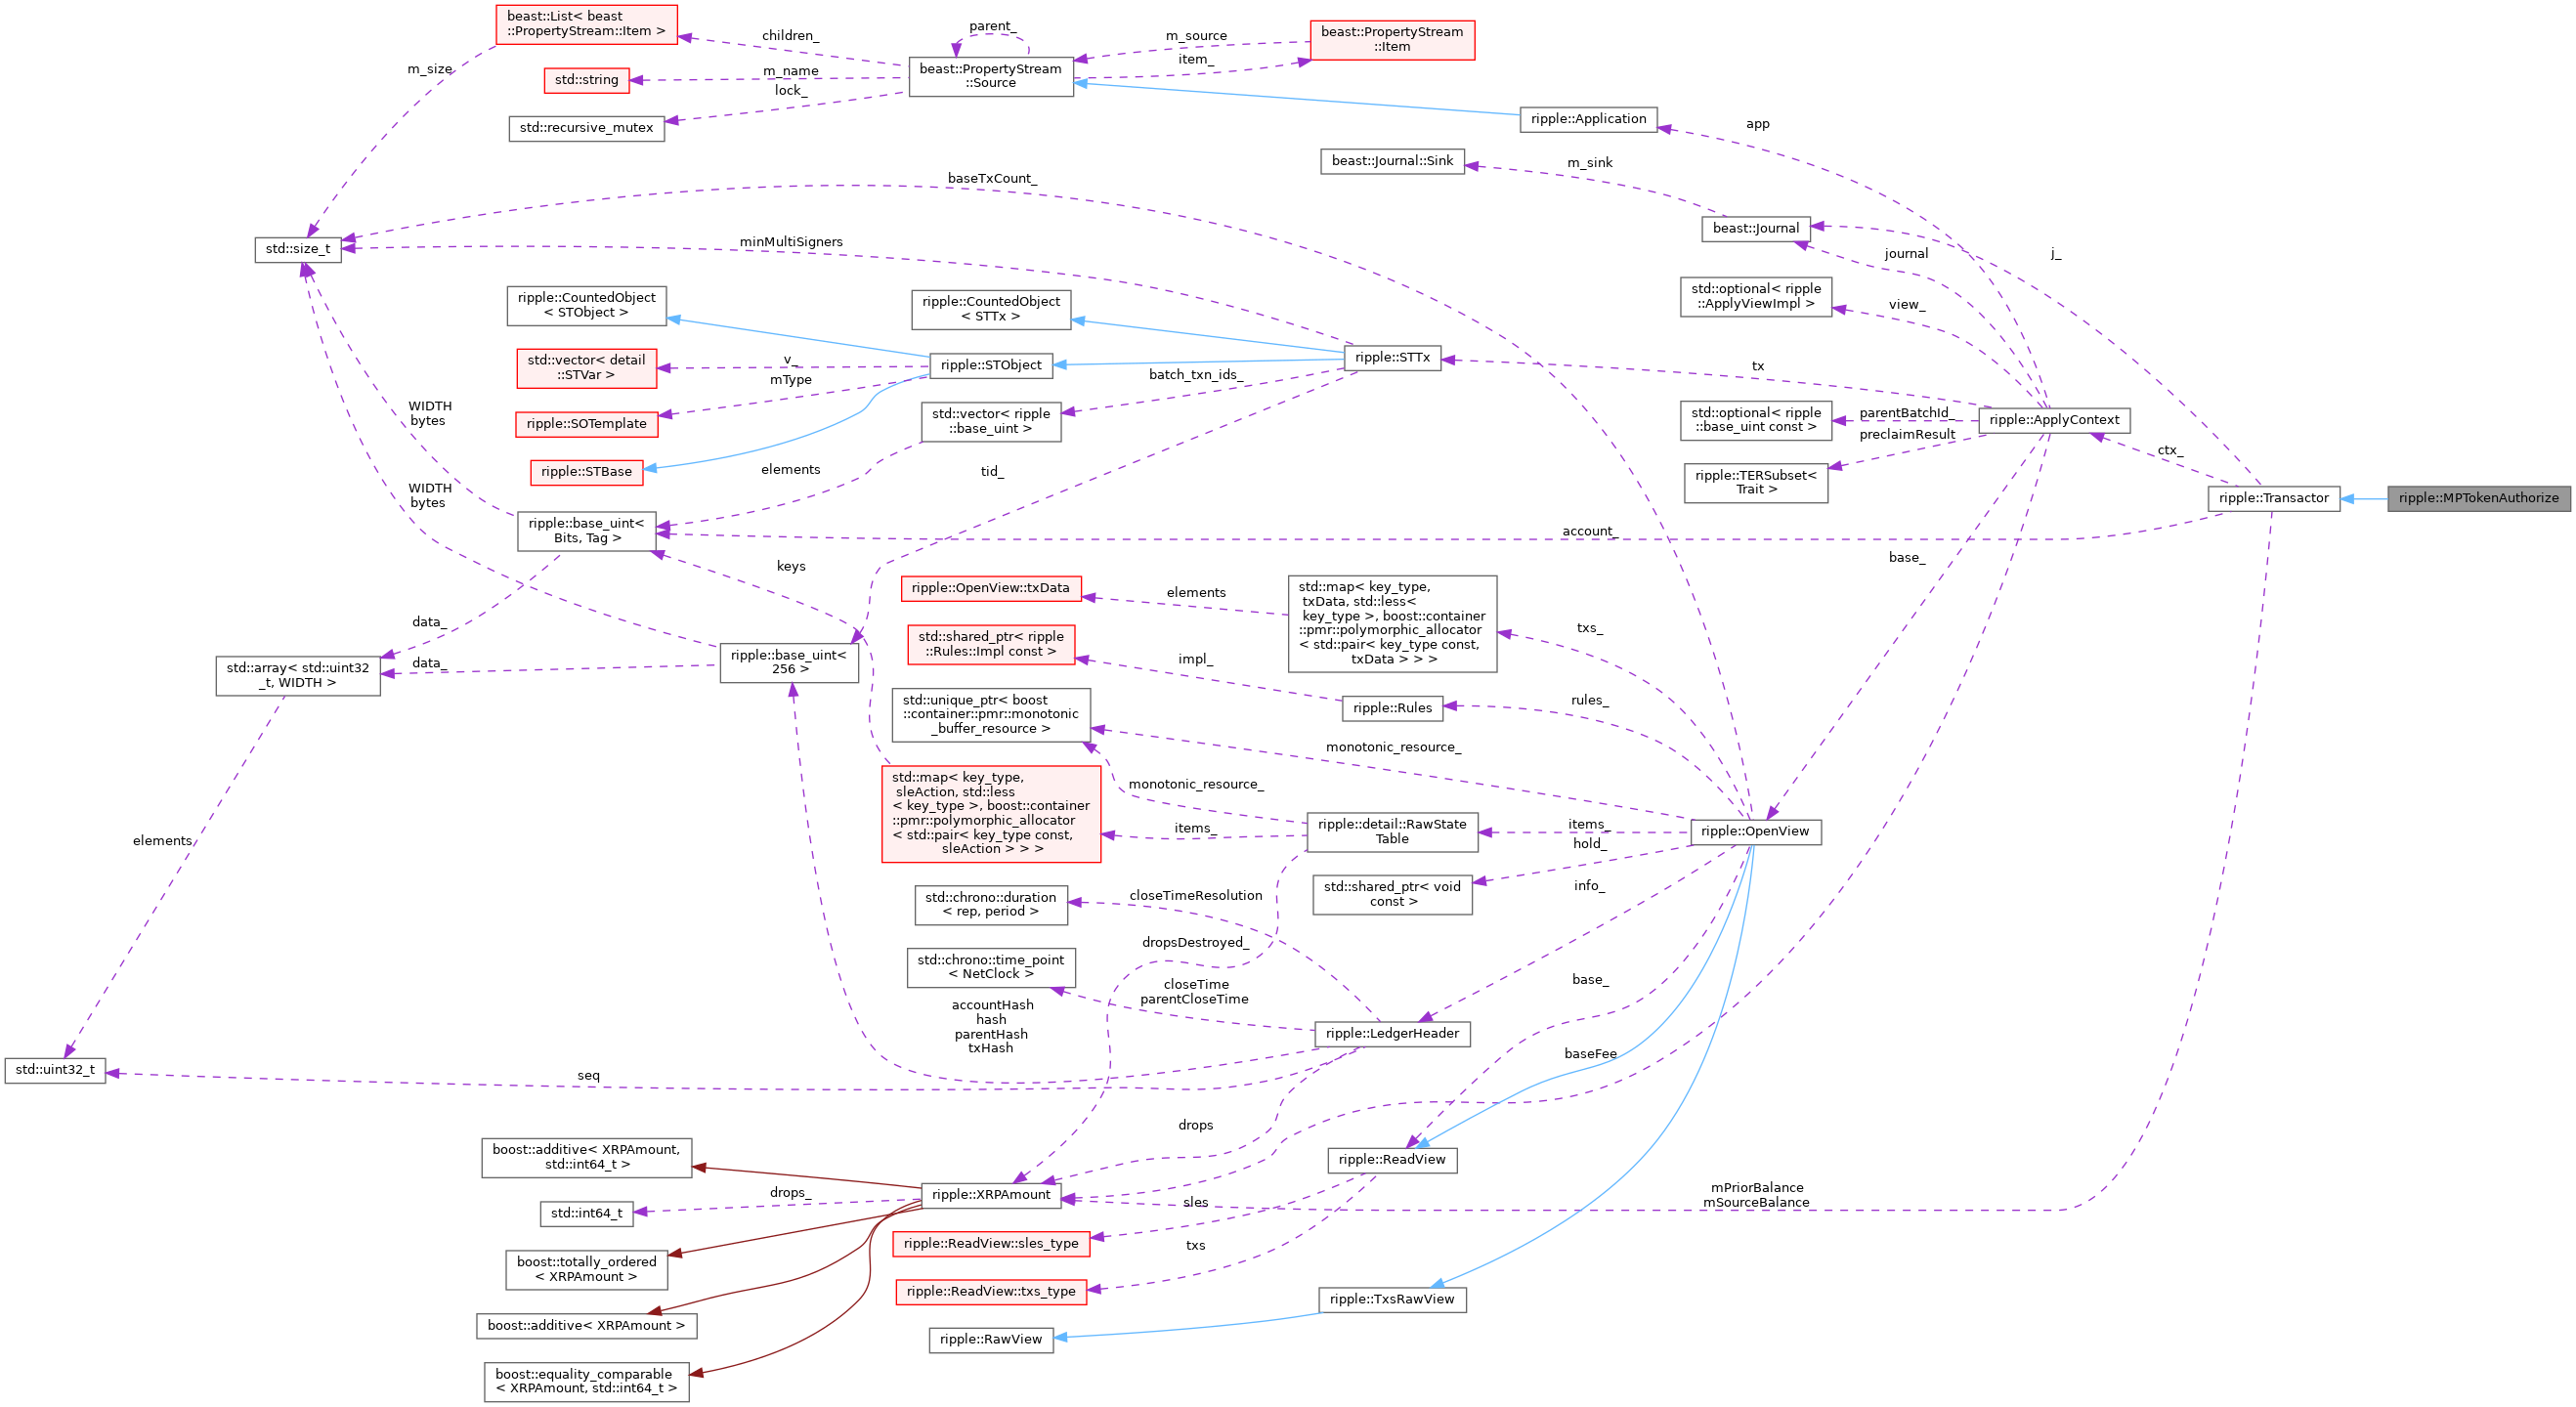 beast::List< beast
::PropertyStream::Item >
children_
parent_
m_source
item_
beast::PropertyStream
::Item
m_size
std::string
m_name
lock_
beast::PropertyStream
::Source
std::recursive_mutex
ripple::Application
app
beast::Journal::Sink
m_sink
baseTxCount_
beast::Journal
std::size_t
minMultiSigners
journal
j_
ripple::CountedObject
< STObject >
ripple::CountedObject
< STTx >
std::optional< ripple
::ApplyViewImpl >
view_
std::vector< detail
::STVar >
v_
mType
ripple::STObject
ripple::STTx
tx
batch_txn_ids_
WIDTH
bytes
ripple::SOTemplate
std::vector< ripple
::base_uint >
std::optional< ripple
::base_uint const >
parentBatchId_
preclaimResult
ripple::ApplyContext
ctx_
ripple::STBase
elements
tid_
ripple::TERSubset<
Trait >
WIDTH
bytes
ripple::Transactor
ripple::MPTokenAuthorize
ripple::base_uint<
Bits, Tag >
account_
keys
base_
ripple::OpenView::txData
elements
std::map< key_type,
txData, std::less<
key_type >, boost::container
::pmr::polymorphic_allocator
< std::pair< key_type const,
txData > > >
txs_
data_
data_
std::array< std::uint32
_t, WIDTH >
ripple::base_uint<
256 >
std::shared_ptr< ripple
::Rules::Impl const >
impl_
ripple::Rules
rules_
std::unique_ptr< boost
::container::pmr::monotonic
_buffer_resource >
monotonic_resource_
std::map< key_type,
sleAction, std::less
< key_type >, boost::container
::pmr::polymorphic_allocator
< std::pair< key_type const,
sleAction > > >
monotonic_resource_
items_
ripple::detail::RawState
Table
items_
hold_
ripple::OpenView
elements
std::chrono::duration
< rep, period >
closeTimeResolution
std::shared_ptr< void
const >
info_
dropsDestroyed_
std::chrono::time_point
< NetClock >
closeTime
parentCloseTime
base_
accountHash
hash
parentHash
txHash
ripple::LedgerHeader
baseFee
std::uint32_t
seq
drops
boost::additive< XRPAmount,
std::int64_t >
ripple::ReadView
drops_
ripple::XRPAmount
sles
mPriorBalance
mSourceBalance
std::int64_t
ripple::ReadView::sles_type
txs
boost::totally_ordered
< XRPAmount >
ripple::ReadView::txs_type
ripple::TxsRawView
boost::additive< XRPAmount >
ripple::RawView
boost::equality_comparable
< XRPAmount, std::int64_t >